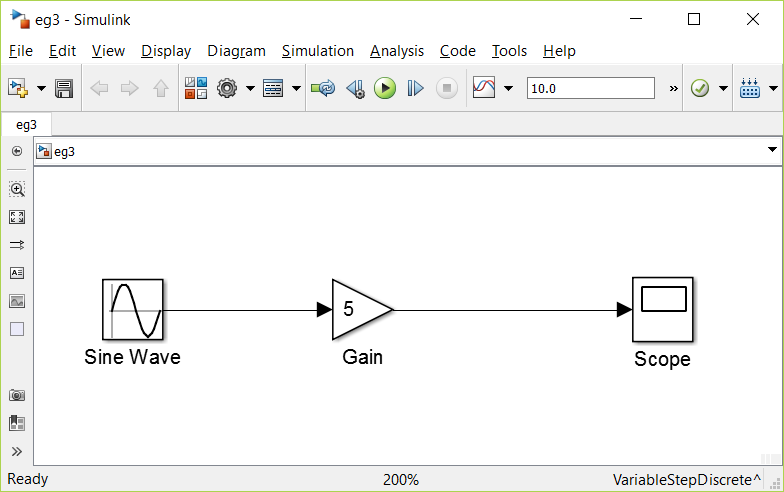 eg3 - Simulink
File Edit View Display Diagram Simulation Analysis Code Tools Help
10.0 »
eg3
eg3
A≡
5
Sine Wave Gain Scope
»
Ready 200% VariableStepDiscrete^